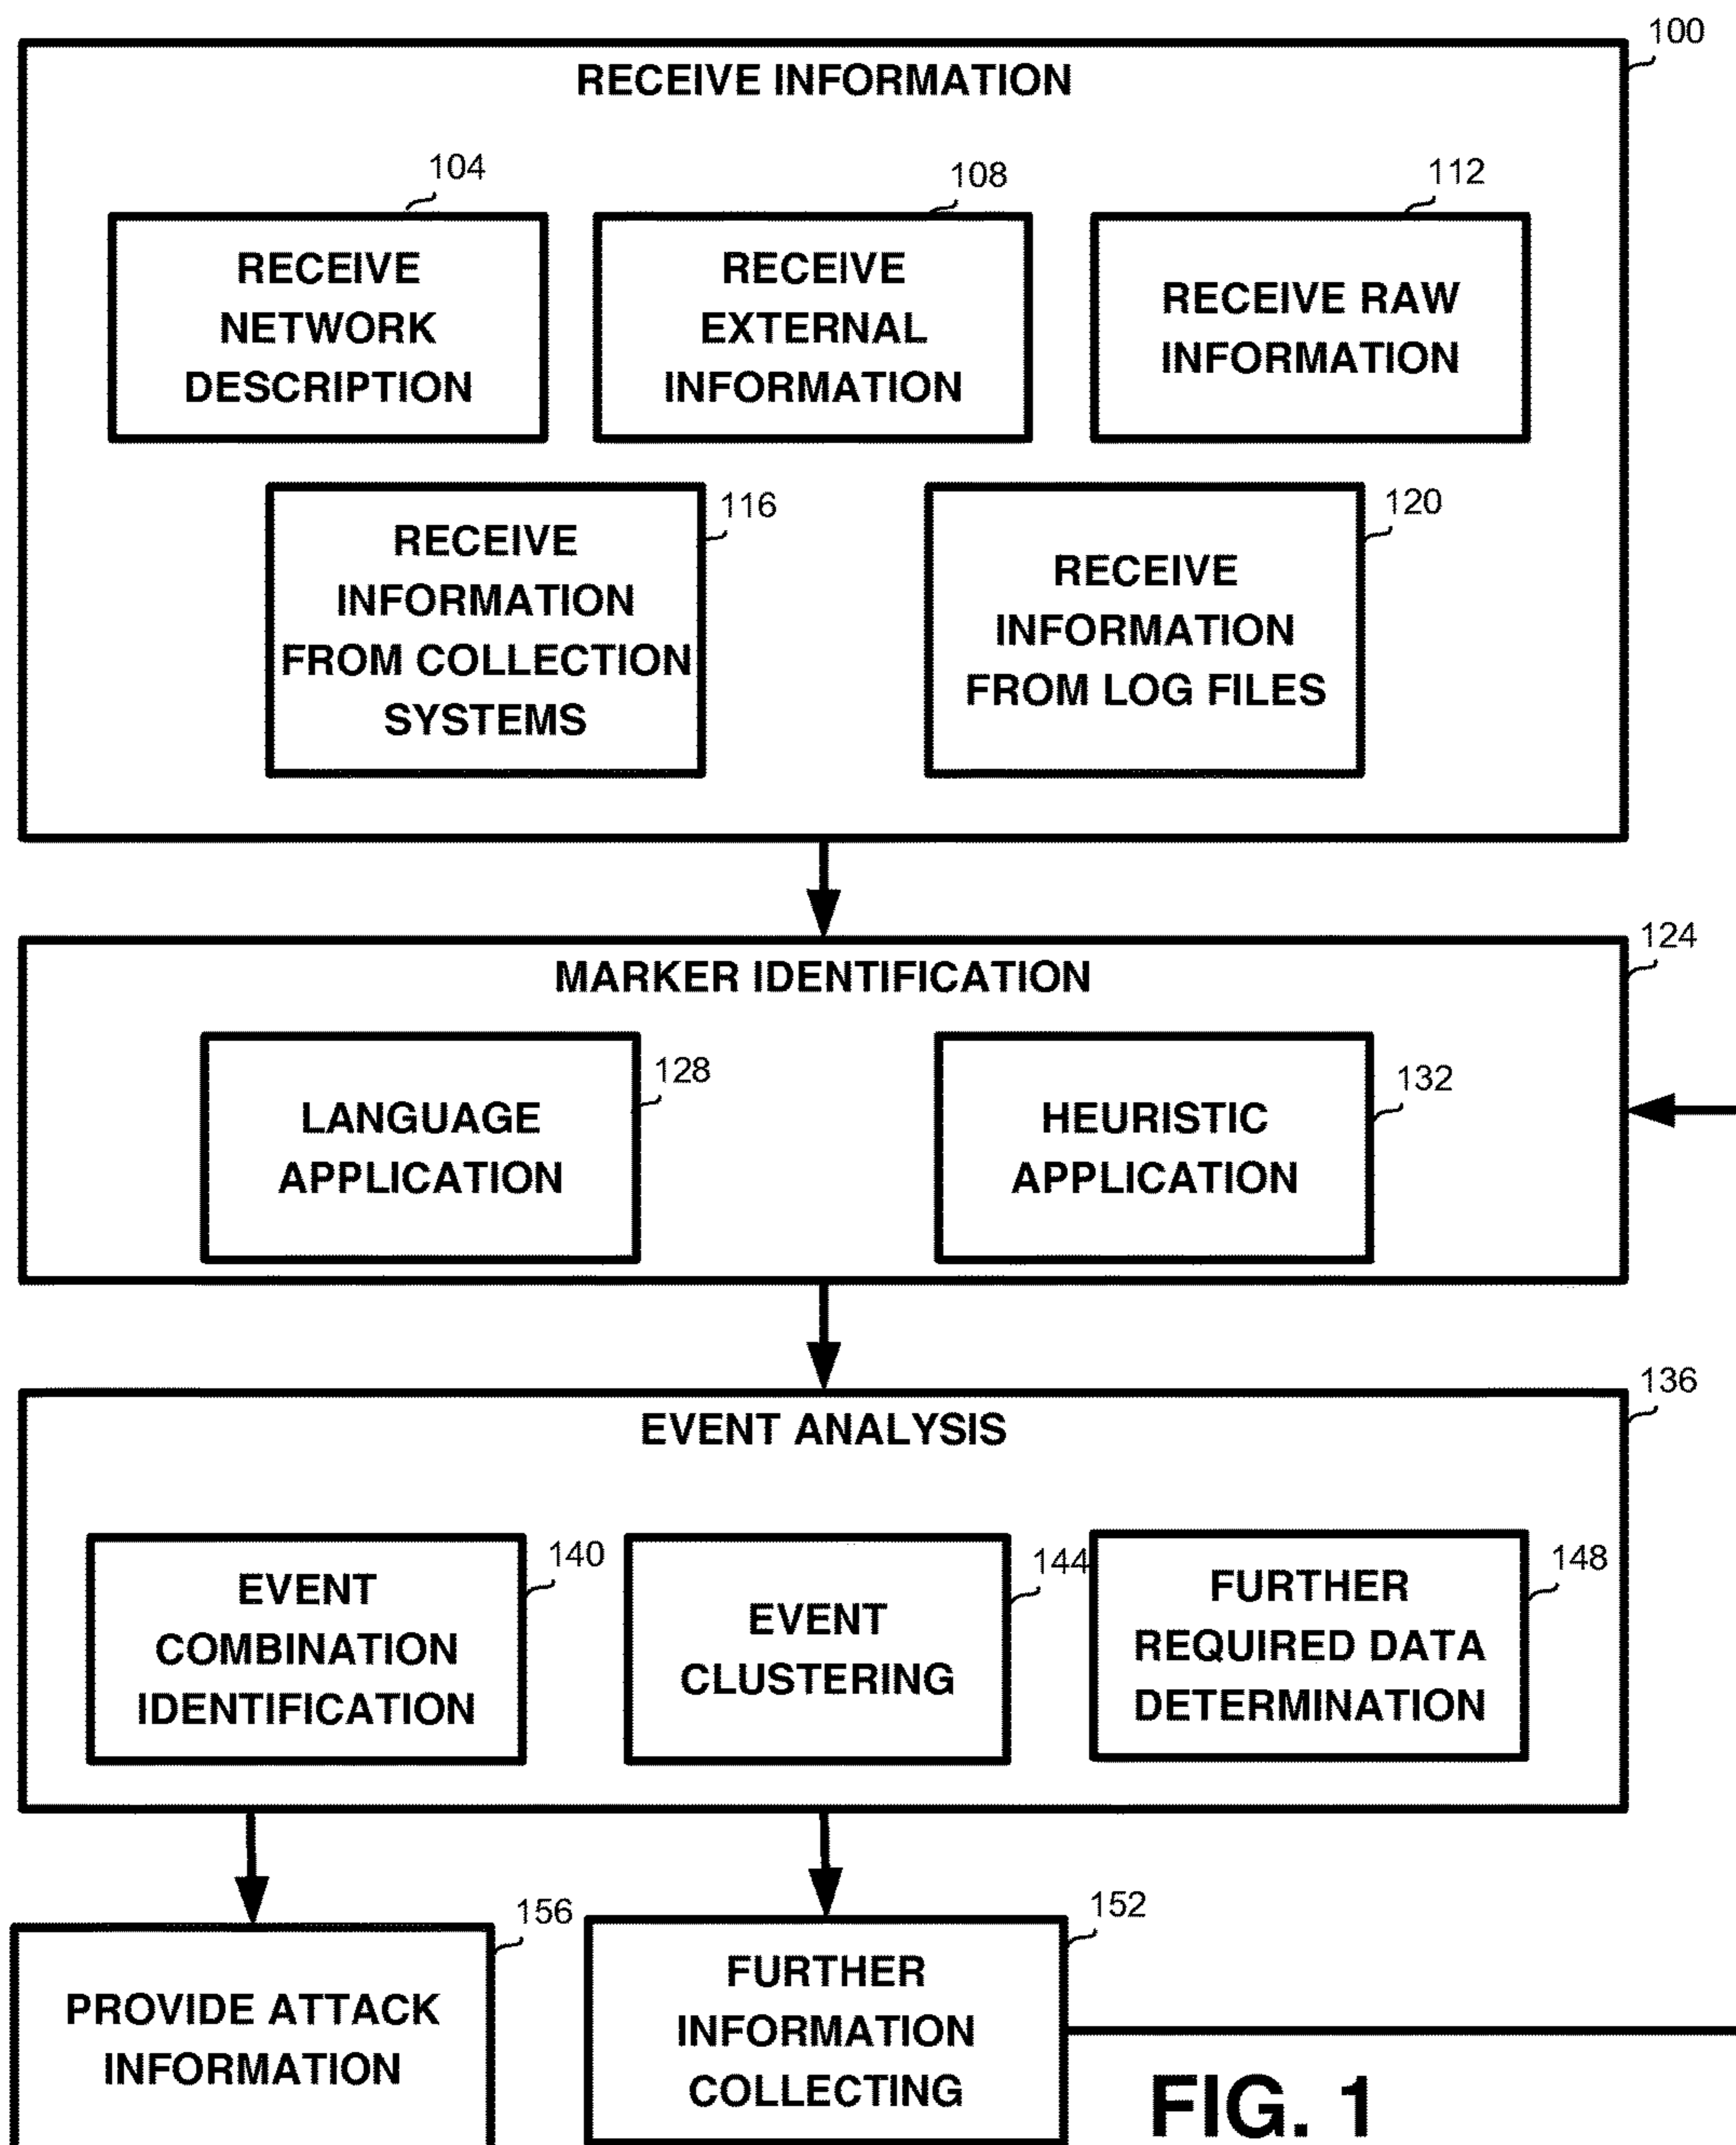 100
RECEIVE INFORMATION
104
108
112
RECEIVE
NETWORK
DESCRIPTION
RECEIVE
EXTERNAL
INFORMATION
RECEIVE RAW
INFORMATION
116
RECEIVE
INFORMATION
FROM COLLECTION
SYSTEMS
120
RECEIVE
INFORMATION
FROM LOG FILES
124
MARKER IDENTIFICATION
128
LANGUAGE
APPLICATION
132
HEURISTIC
APPLICATION
136
EVENT ANALYSIS
140
EVENT
COMBINATION
IDENTIFICATION
144
EVENT
CLUSTERING
148
FURTHER
REQUIRED DATA
DETERMINATION
156
PROVIDE ATTACK
INFORMATION
152
FURTHER
INFORMATION
COLLECTING
FIG. 1